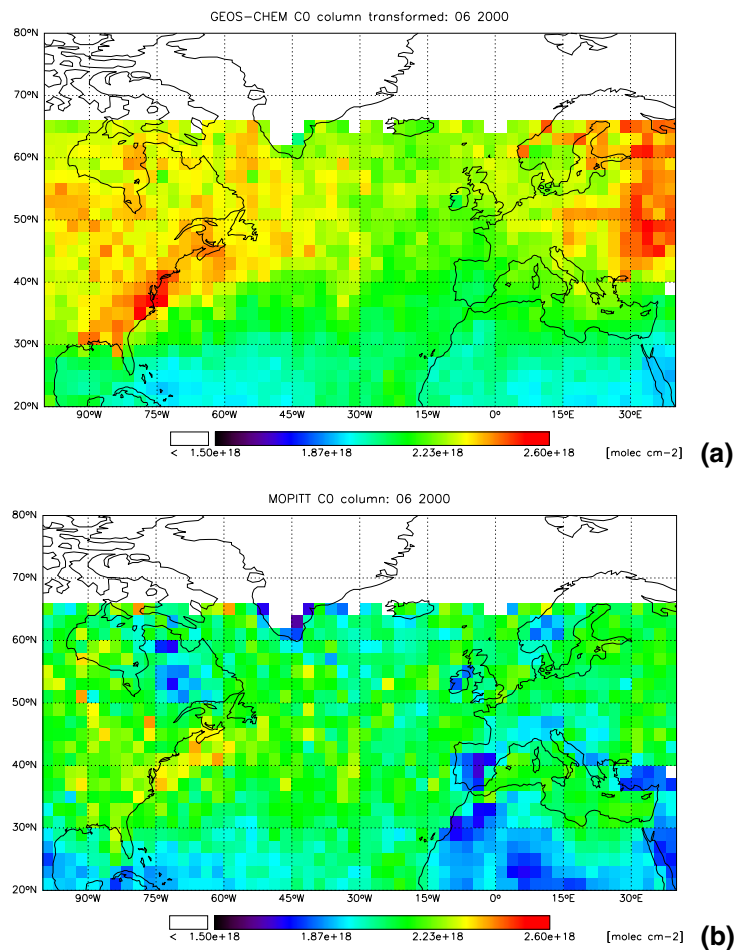 GEOS-CHEM CO column transformed: 06 2000
80°N
70°N
60°N
50°N
40°N
30°N
20°N
90°W 75°W 60°W 45°W 30°W 15°W 0° 15°E 30°E
< 1.50e+18 1.87e+18 2.23e+18 2.60e+18 [molec cm-2]
(a)
MOPITT CO column: 06 2000
80°N
70°N
60°N
50°N
40°N
30°N
20°N
90°W 75°W 60°W 45°W 30°W 15°W 0° 15°E 30°E
< 1.50e+18 1.87e+18 2.23e+18 2.60e+18 [molec cm-2]
(b)